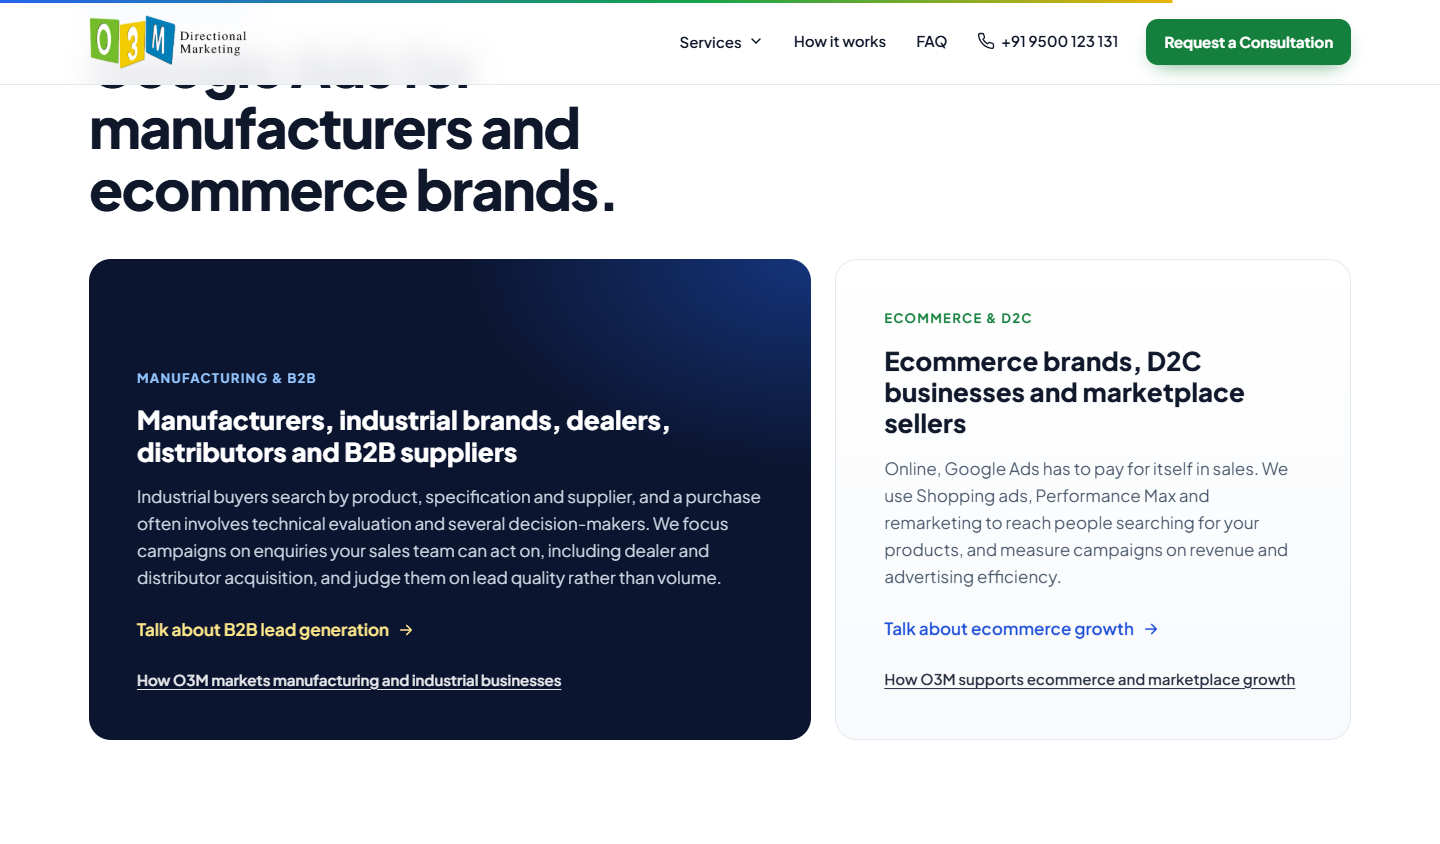 O3M Directional Marketing
Services
How it works
FAQ
+91 9500 123 131
Request a Consultation
Google Ads for
manufacturers and
ecommerce brands.
MANUFACTURING & B2B
Manufacturers, industrial brands, dealers,
distributors and B2B suppliers
Industrial buyers search by product, specification and supplier, and a purchase
often involves technical evaluation and several decision-makers. We focus
campaigns on enquiries your sales team can act on, including dealer and
distributor acquisition, and judge them on lead quality rather than volume.
Talk about B2B lead generation
How O3M markets manufacturing and industrial businesses
ECOMMERCE & D2C
Ecommerce brands, D2C
businesses and marketplace
sellers
Online, Google Ads has to pay for itself in sales. We
use Shopping ads, Performance Max and
remarketing to reach people searching for your
products, and measure campaigns on revenue and
advertising efficiency.
Talk about ecommerce growth
How O3M supports ecommerce and marketplace growth